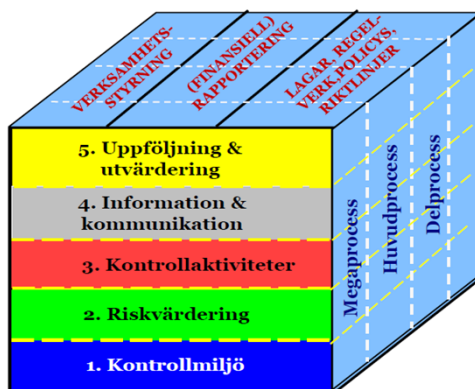 VERKSAMHETS-
STYRNING
(FINANSIELL)
RAPPORTERING
LAGAR, REGEL-
VERK,POLICYS,
RIKTLINJER
5. Uppföljning &
utvärdering
4. Information &
kommunikation
3. Kontrollaktiviteter
2. Riskvärdering
1. Kontrollmiljö
Megaprocess
Huvudprocess
Delprocess